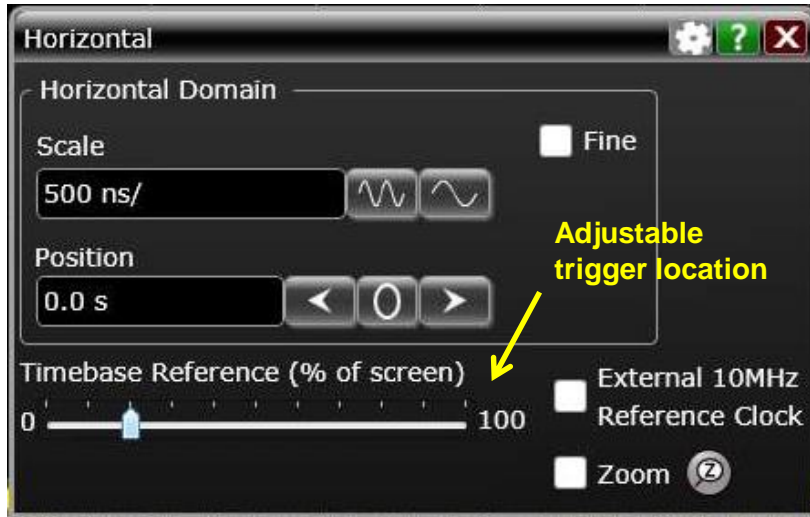 Horizontal
?
X
Horizontal Domain
Scale
Fine
500 ns/
Position
0.0 s
0
Adjustable
trigger location
Timebase Reference (% of screen)
0
100
External 10MHz
Reference Clock
Zoom
Z